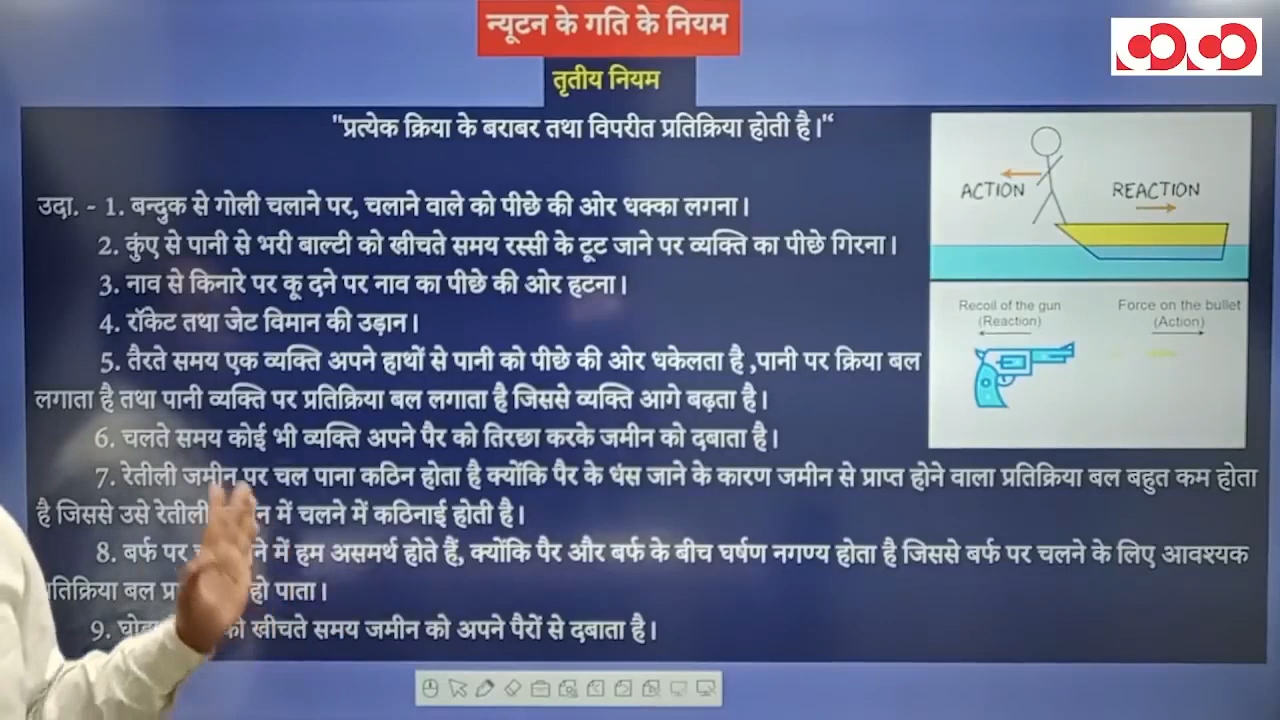 न्यूटन के गति के नियम
तृतीय नियम
"प्रत्येक क्रिया के बराबर तथा विपरीत प्रतिक्रिया होती है।“
उदा. - 1. बन्दुक से गोली चलाने पर, चलाने वाले को पीछे की ओर धक्का लगना।
2. कुंए से पानी से भरी बाल्टी को खीचते समय रस्सी के टूट जाने पर व्यक्ति का पीछे गिरना।
3. नाव से किनारे पर कू दने पर नाव का पीछे की ओर हटना।
4. रॉकेट तथा जेट विमान की उड़ान।
5. तैरते समय एक व्यक्ति अपने हाथों से पानी को पीछे की ओर धकेलता है ,पानी पर क्रिया बल
लगाता है तथा पानी व्यक्ति पर प्रतिक्रिया बल लगाता है जिससे व्यक्ति आगे बढ़ता है।
6. चलते समय कोई भी व्यक्ति अपने पैर को तिरछा करके जमीन को दबाता है।
7. रेतीली जमीन पर चल पाना कठिन होता है क्योंकि पैर के धंस जाने के कारण जमीन से प्राप्त होने वाला प्रतिक्रिया बल बहुत कम होता
है जिससे उसे रेतीली में चलने में कठिनाई होती है।
8. बर्फ पर में हम असमर्थ होते हैं, क्योंकि पैर और बर्फ के बीच घर्षण नगण्य होता है जिससे बर्फ पर चलने के लिए आवश्यक
बल हो पाता।
9. खीचते समय जमीन को अपने पैरों से दबाता है।
ACTION
REACTION
Recoil of the gun
(Reaction)
Force on the bullet
(Action)